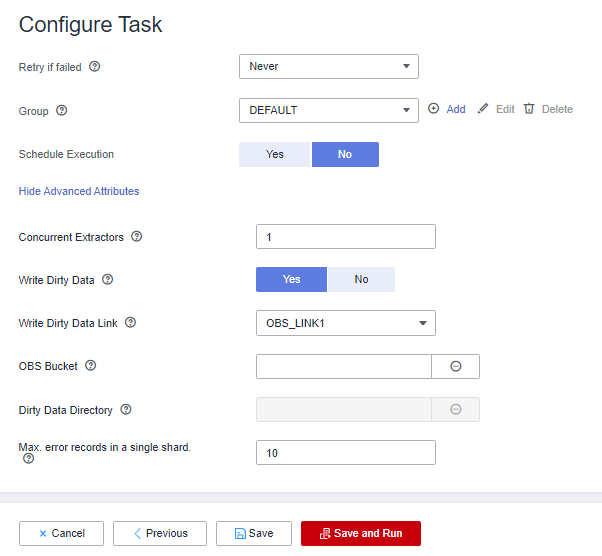 Configure Task
Retry if failed Never
Group DEFAULT Add Edit Delete
Schedule Execution Yes No
Hide Advanced Attributes
Concurrent Extractors 1
Write Dirty Data Yes No
Write Dirty Data Link OBS_LINK1
OBS Bucket
Dirty Data Directory
Max. error records in a single shard.
10
Cancel Previous Save Save and Run